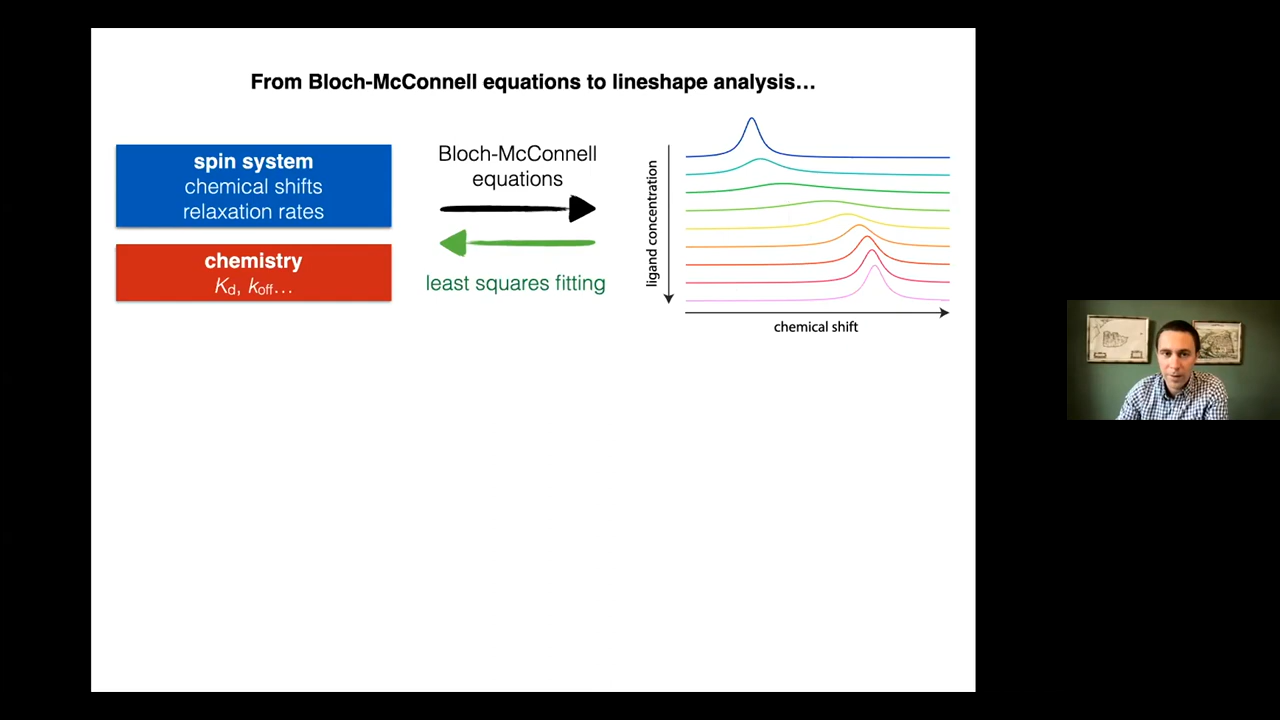 From Bloch-McConnell equations to lineshape analysis…
spin system
chemical shifts
relaxation rates
chemistry
Kd, koff…
Bloch-McConnell
equations
least squares fitting
ligand concentration
chemical shift